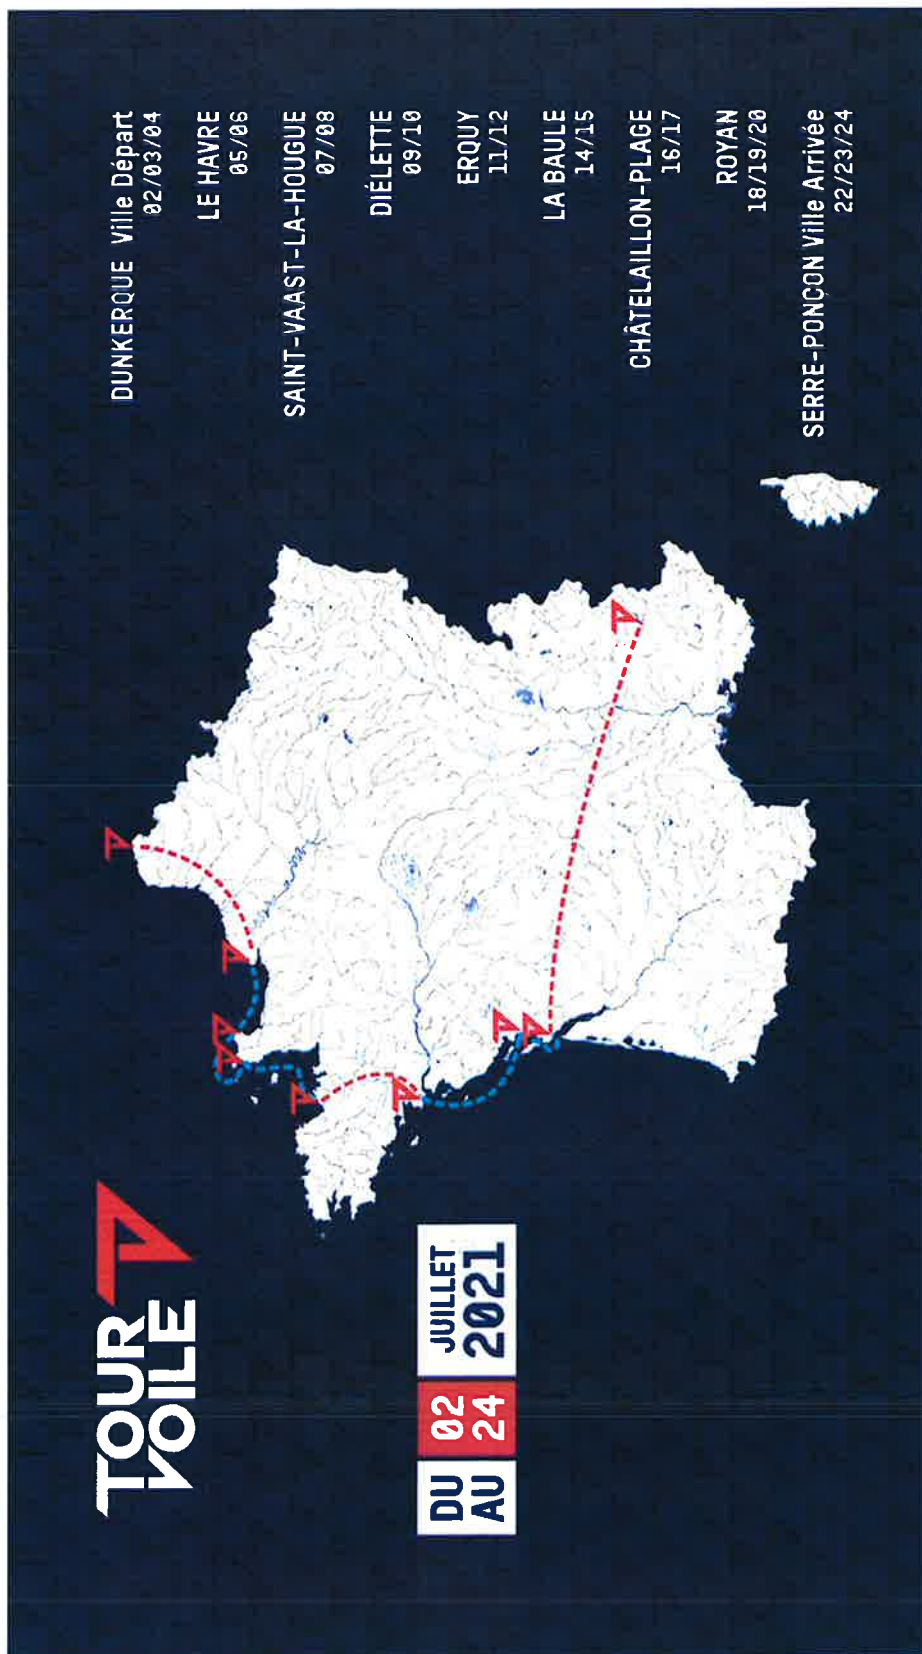 TOUR
VOILE
DU 02 JUILLET
AU 24 2021
DUNKERQUE Ville Départ
02/03/04
LE HAVRE
05/06
SAINT-VAAST-LA-HOUGUE
07/08
DIÉLETTE
09/10
ERQUY
11/12
LA BAULE
14/15
CHÂTELAILLON-PLAGE
16/17
ROYAN
18/19/20
SERRE-PONÇON Ville Arrivée
22/23/24